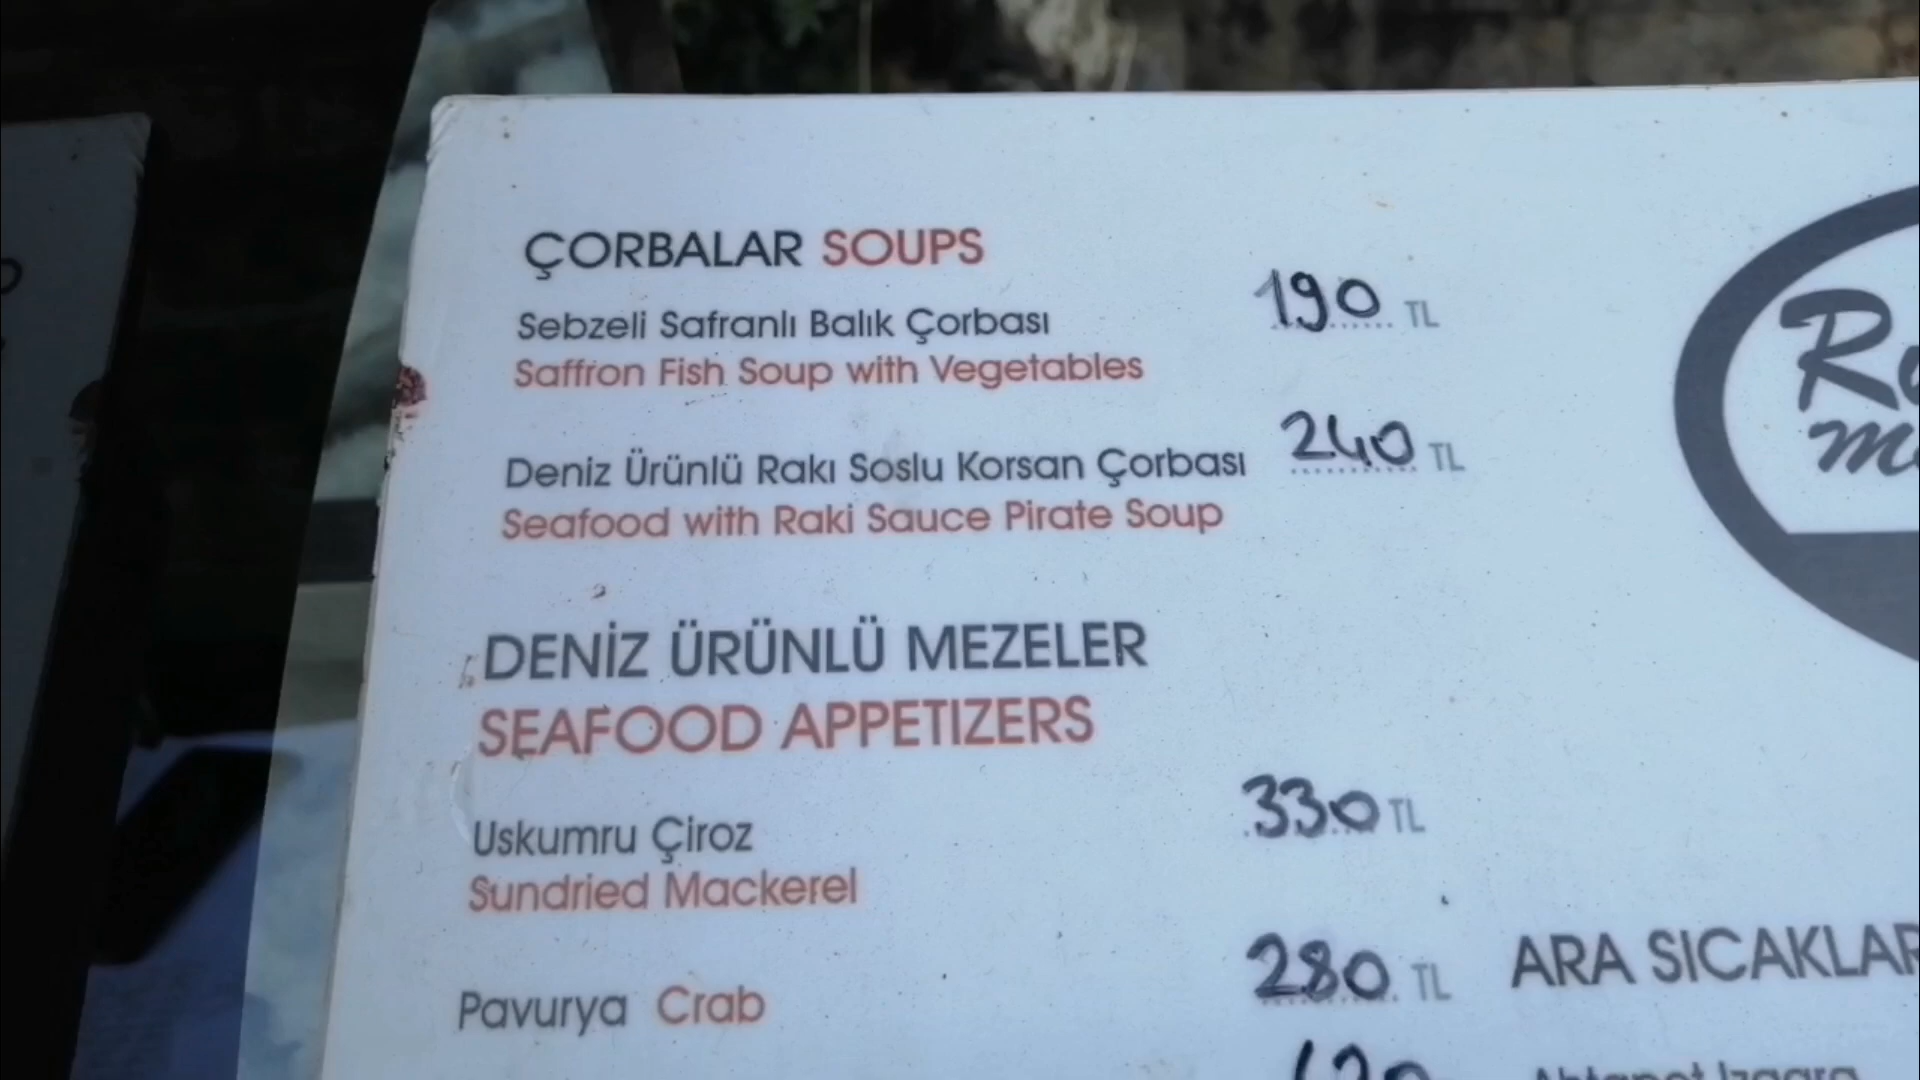 ÇORBALAR SOUPS
Sebzeli Safranlı Balık Çorbası 190 TL
Saffron Fish Soup with Vegetables
Deniz Ürünlü Rakı Soslu Korsan Çorbası 240 TL
Seafood with Raki Sauce Pirate Soup
DENİZ ÜRÜNLÜ MEZELER
SEAFOOD APPETIZERS
Uskumru Çiroz 330 TL
Sundried Mackerel
Pavurya Crab 280 TL
ARA SICAKLAR